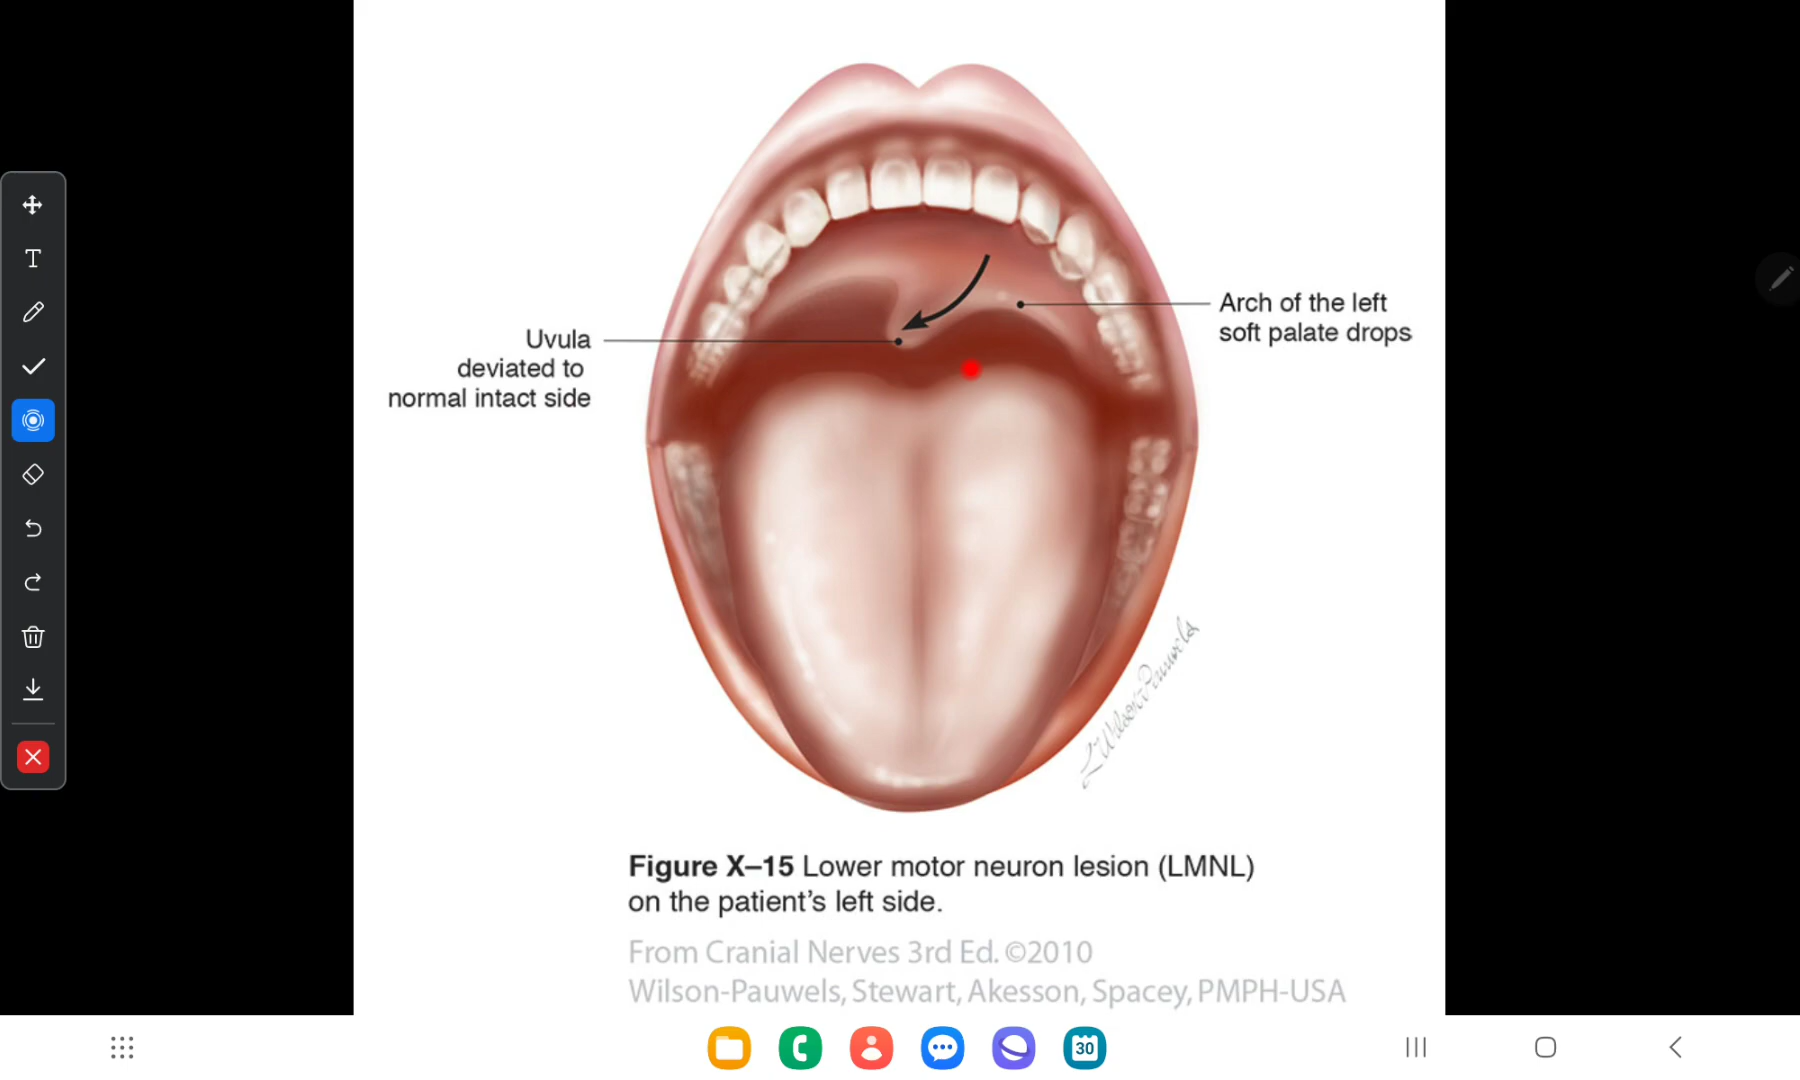 T
Uvula
deviated to
normal intact side
Arch of the left
soft palate drops
L Wilson-Pauwels
Figure X–15 Lower motor neuron lesion (LMNL)
on the patient's left side.
From Cranial Nerves 3rd Ed. ©2010
Wilson-Pauwels, Stewart, Akesson, Spacey, PMPH-USA
30